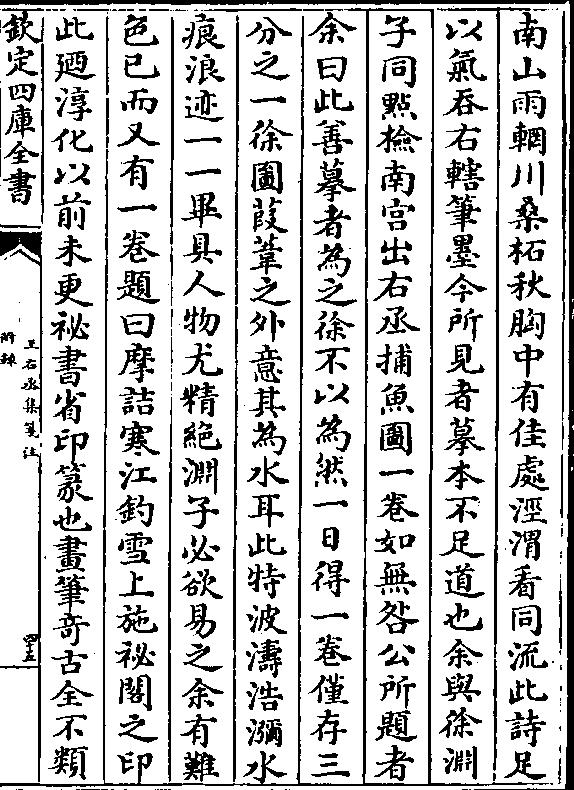 南山雨輞川桑柘秋胸中有佳處涇渭看同流此詩足
以氣吞右轄筆墨今所見者摹本不足道也余與徐淵
子同點檢南宫出右丞捕魚圖一卷如無咎公所題者
余曰此善摹者為之徐不以為然一日得一卷僅存三
分之一徐圖葭葦之外意其為水耳此特波濤浩瀰水
痕浪迹一一畢具人物尤精絶淵子必欲易之余有難
色已而又有一卷題曰摩詰寒江釣雪上施祕閣之印
此廼淳化以前未更祕書省印篆也畫筆竒古全不類
欽定四庫全書
王右丞集箋注
附録
四十五